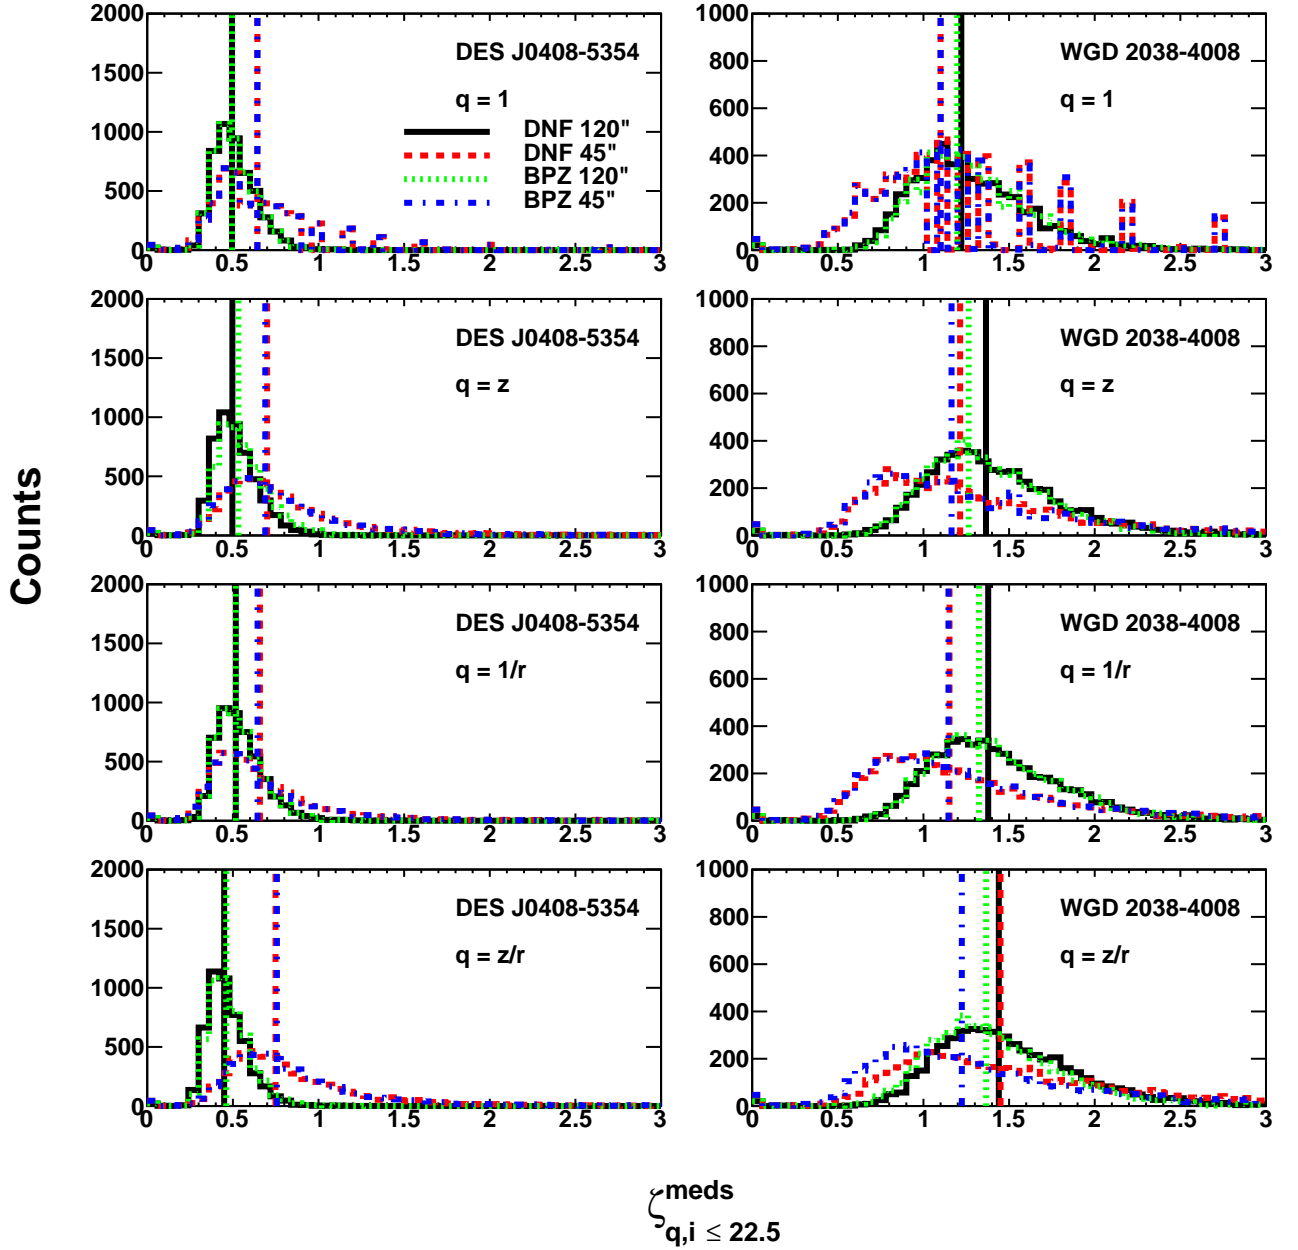 Counts
2000
1500
1000
500
0
0 0.5 1 1.5 2 2.5 3
DES J0408-5354
q = 1
DNF 120"
DNF 45"
BPZ 120"
BPZ 45"
1000
800
600
400
200
0
0 0.5 1 1.5 2 2.5 3
WGD 2038-4008
q = 1
2000
1500
1000
500
0
0 0.5 1 1.5 2 2.5 3
DES J0408-5354
q = z
1000
800
600
400
200
0
0 0.5 1 1.5 2 2.5 3
WGD 2038-4008
q = z
2000
1500
1000
500
0
0 0.5 1 1.5 2 2.5 3
DES J0408-5354
q = 1/r
1000
800
600
400
200
0
0 0.5 1 1.5 2 2.5 3
WGD 2038-4008
q = 1/r
2000
1500
1000
500
0
0 0.5 1 1.5 2 2.5 3
DES J0408-5354
q = z/r
1000
800
600
400
200
0
0 0.5 1 1.5 2 2.5 3
WGD 2038-4008
q = z/r
ζ meds q,i ≤ 22.5